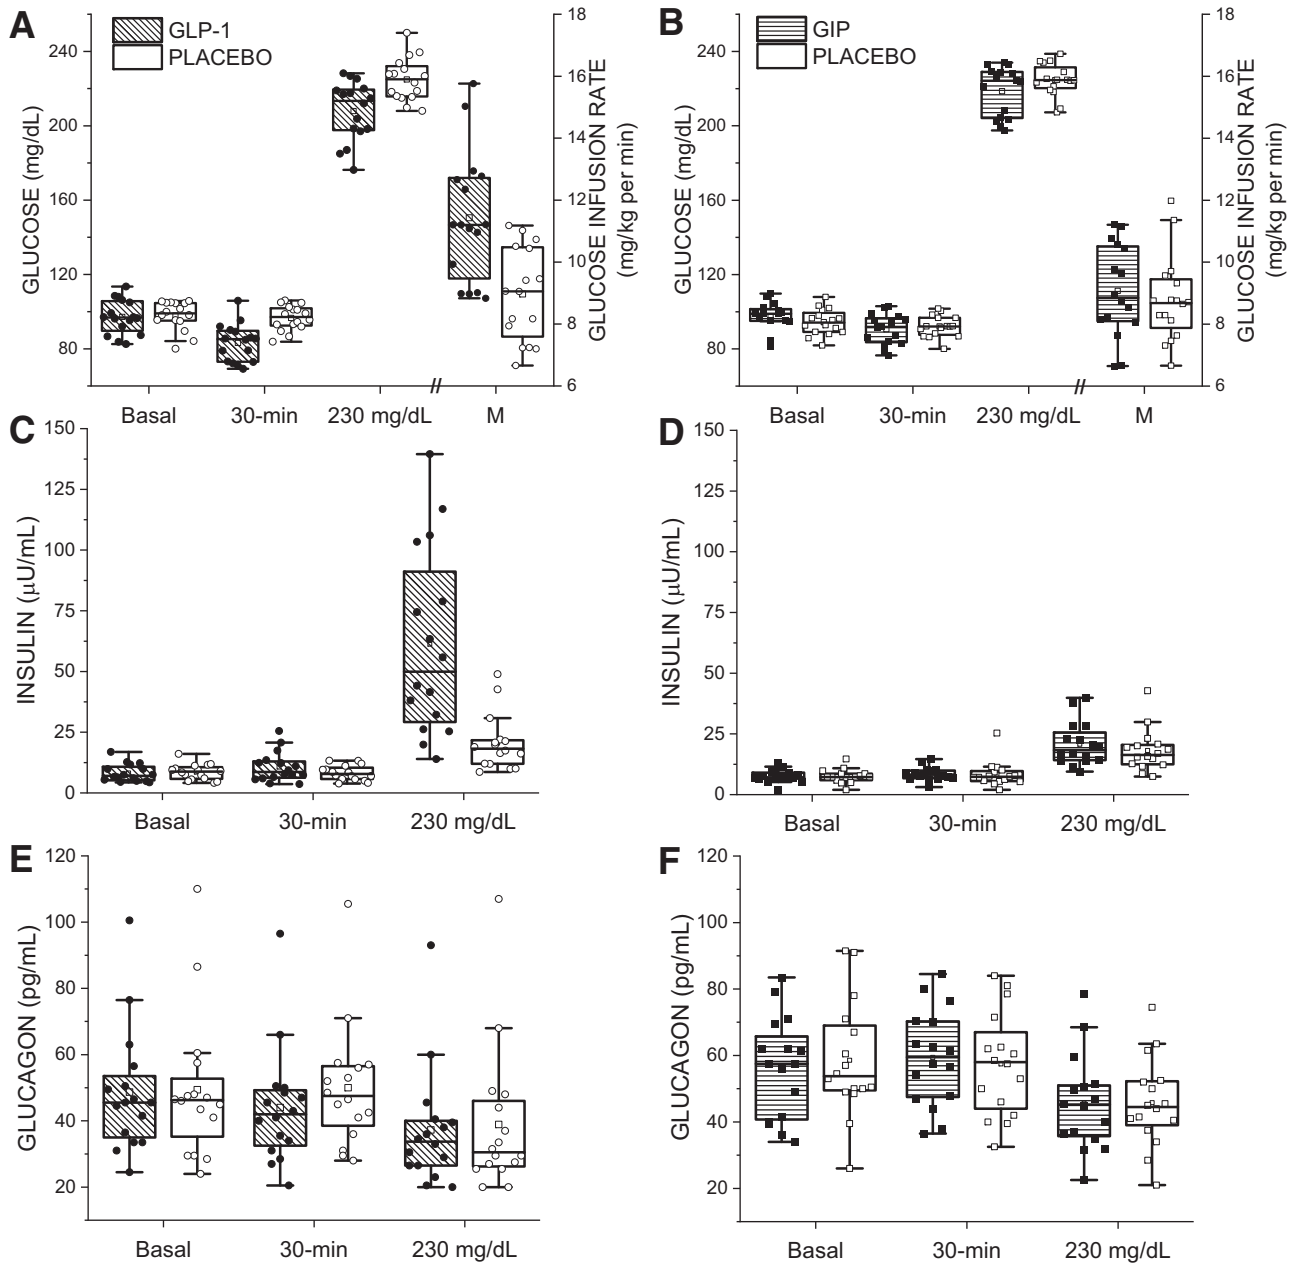 A
GLP-1
PLACEBO
GLUCOSE (mg/dL)
240
200
160
120
80
18
16
14
12
10
8
6
GLUCOSE INFUSION RATE
(mg/kg per min)
Basal 30-min 230 mg/dL M
B
GIP
PLACEBO
GLUCOSE (mg/dL)
240
200
160
120
80
18
16
14
12
10
8
6
GLUCOSE INFUSION RATE
(mg/kg per min)
Basal 30-min 230 mg/dL M
C
INSULIN (μU/mL)
150
125
100
75
50
25
0
Basal 30-min 230 mg/dL
D
INSULIN (μU/mL)
150
125
100
75
50
25
0
Basal 30-min 230 mg/dL
E
GLUCAGON (pg/mL)
120
100
80
60
40
20
Basal 30-min 230 mg/dL
F
GLUCAGON (pg/mL)
120
100
80
60
40
20
Basal 30-min 230 mg/dL